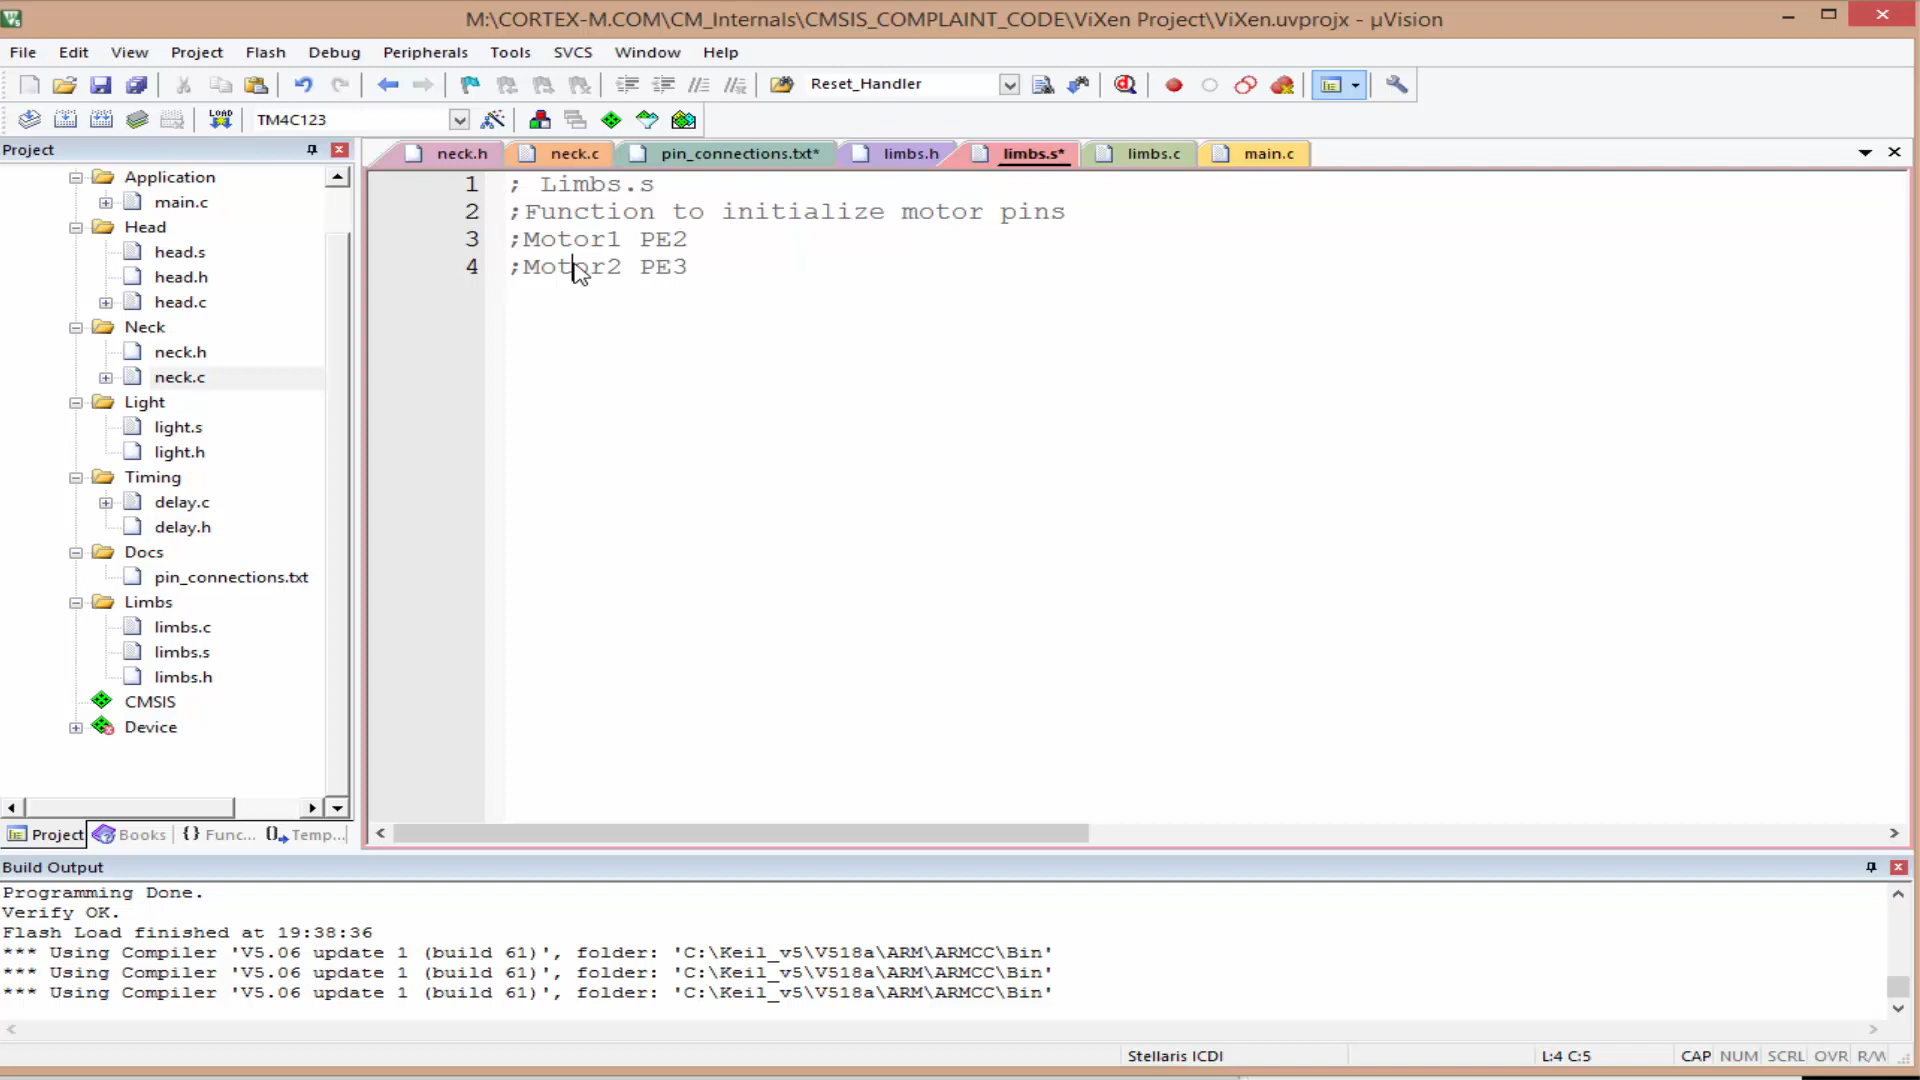 M:\CORTEX-M.COM\CM_Internals\CMSIS_COMPLAINT_CODE\ViXen Project\ViXen.uvprojx - µVision
File Edit View Project Flash Debug Peripherals Tools SVCS Window Help
Reset_Handler
LOAD TM4C123
Project
neck.h neck.c pin_connections.txt* limbs.h limbs.s* limbs.c main.c
Application
main.c
Head
head.s
head.h
head.c
Neck
neck.h
neck.c
Light
light.s
light.h
Timing
delay.c
delay.h
Docs
pin_connections.txt
Limbs
limbs.c
limbs.s
limbs.h
CMSIS
Device
1 ; Limbs.s
2 ;Function to initialize motor pins
3 ;Motor1 PE2
4 ;Motor2 PE3
Project Books {} Func... Temp...
Build Output
Programming Done.
Verify OK.
Flash Load finished at 19:38:36
*** Using Compiler 'V5.06 update 1 (build 61)', folder: 'C:\Keil_v5\V518a\ARM\ARMCC\Bin'
*** Using Compiler 'V5.06 update 1 (build 61)', folder: 'C:\Keil_v5\V518a\ARM\ARMCC\Bin'
*** Using Compiler 'V5.06 update 1 (build 61)', folder: 'C:\Keil_v5\V518a\ARM\ARMCC\Bin'
Stellaris ICDI L:4 C:5 CAP NUM SCRL OVR R/W